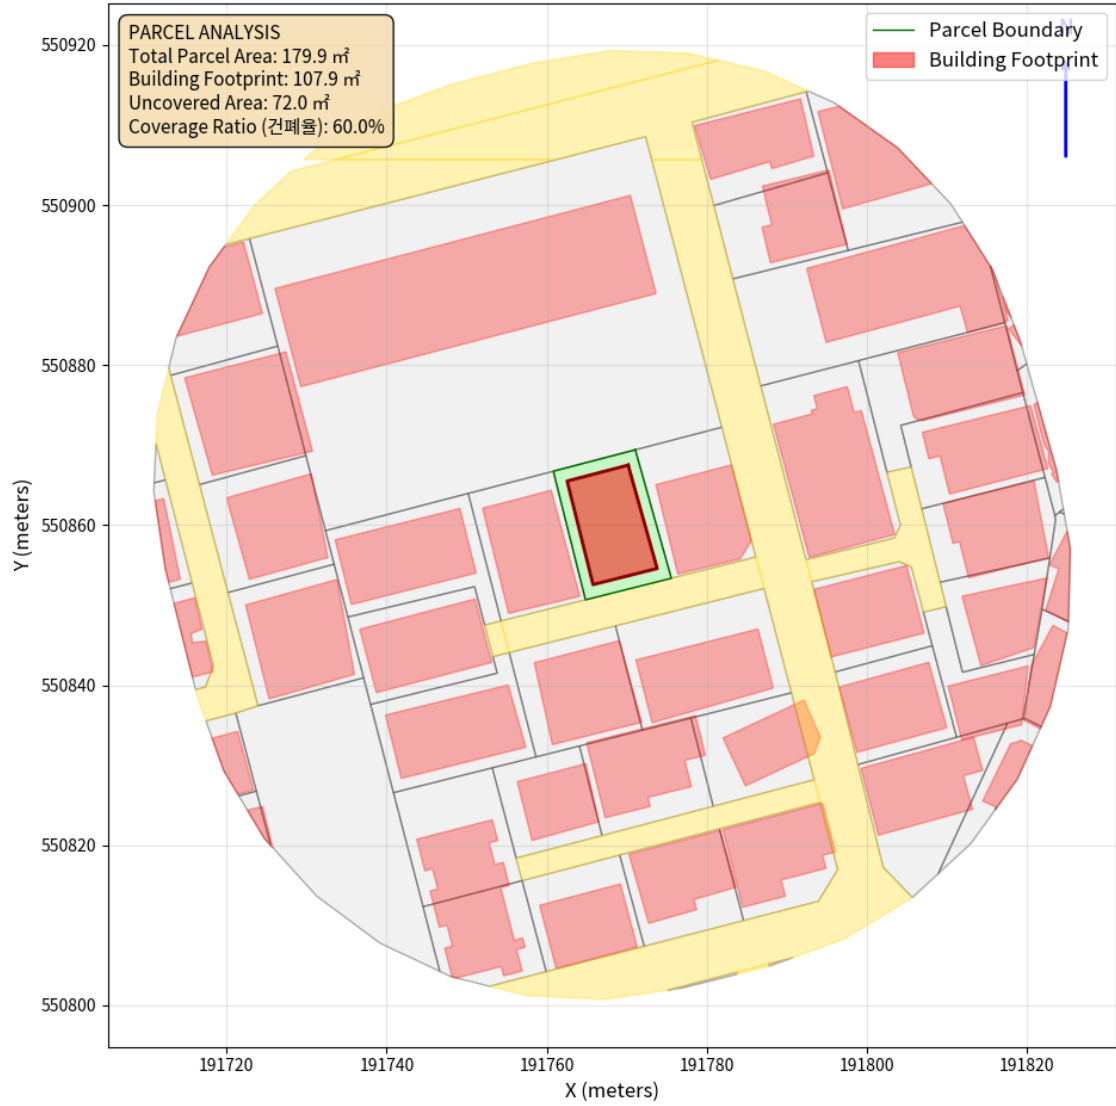 PARCEL ANALYSIS
Total Parcel Area: 179.9 ㎡
Building Footprint: 107.9 ㎡
Uncovered Area: 72.0 ㎡
Coverage Ratio (건폐율): 60.0%
N
Parcel Boundary
Building Footprint
550920
550900
550880
550860
550840
550820
550800
Y (meters)
191720
191740
191760
191780
191800
191820
X (meters)